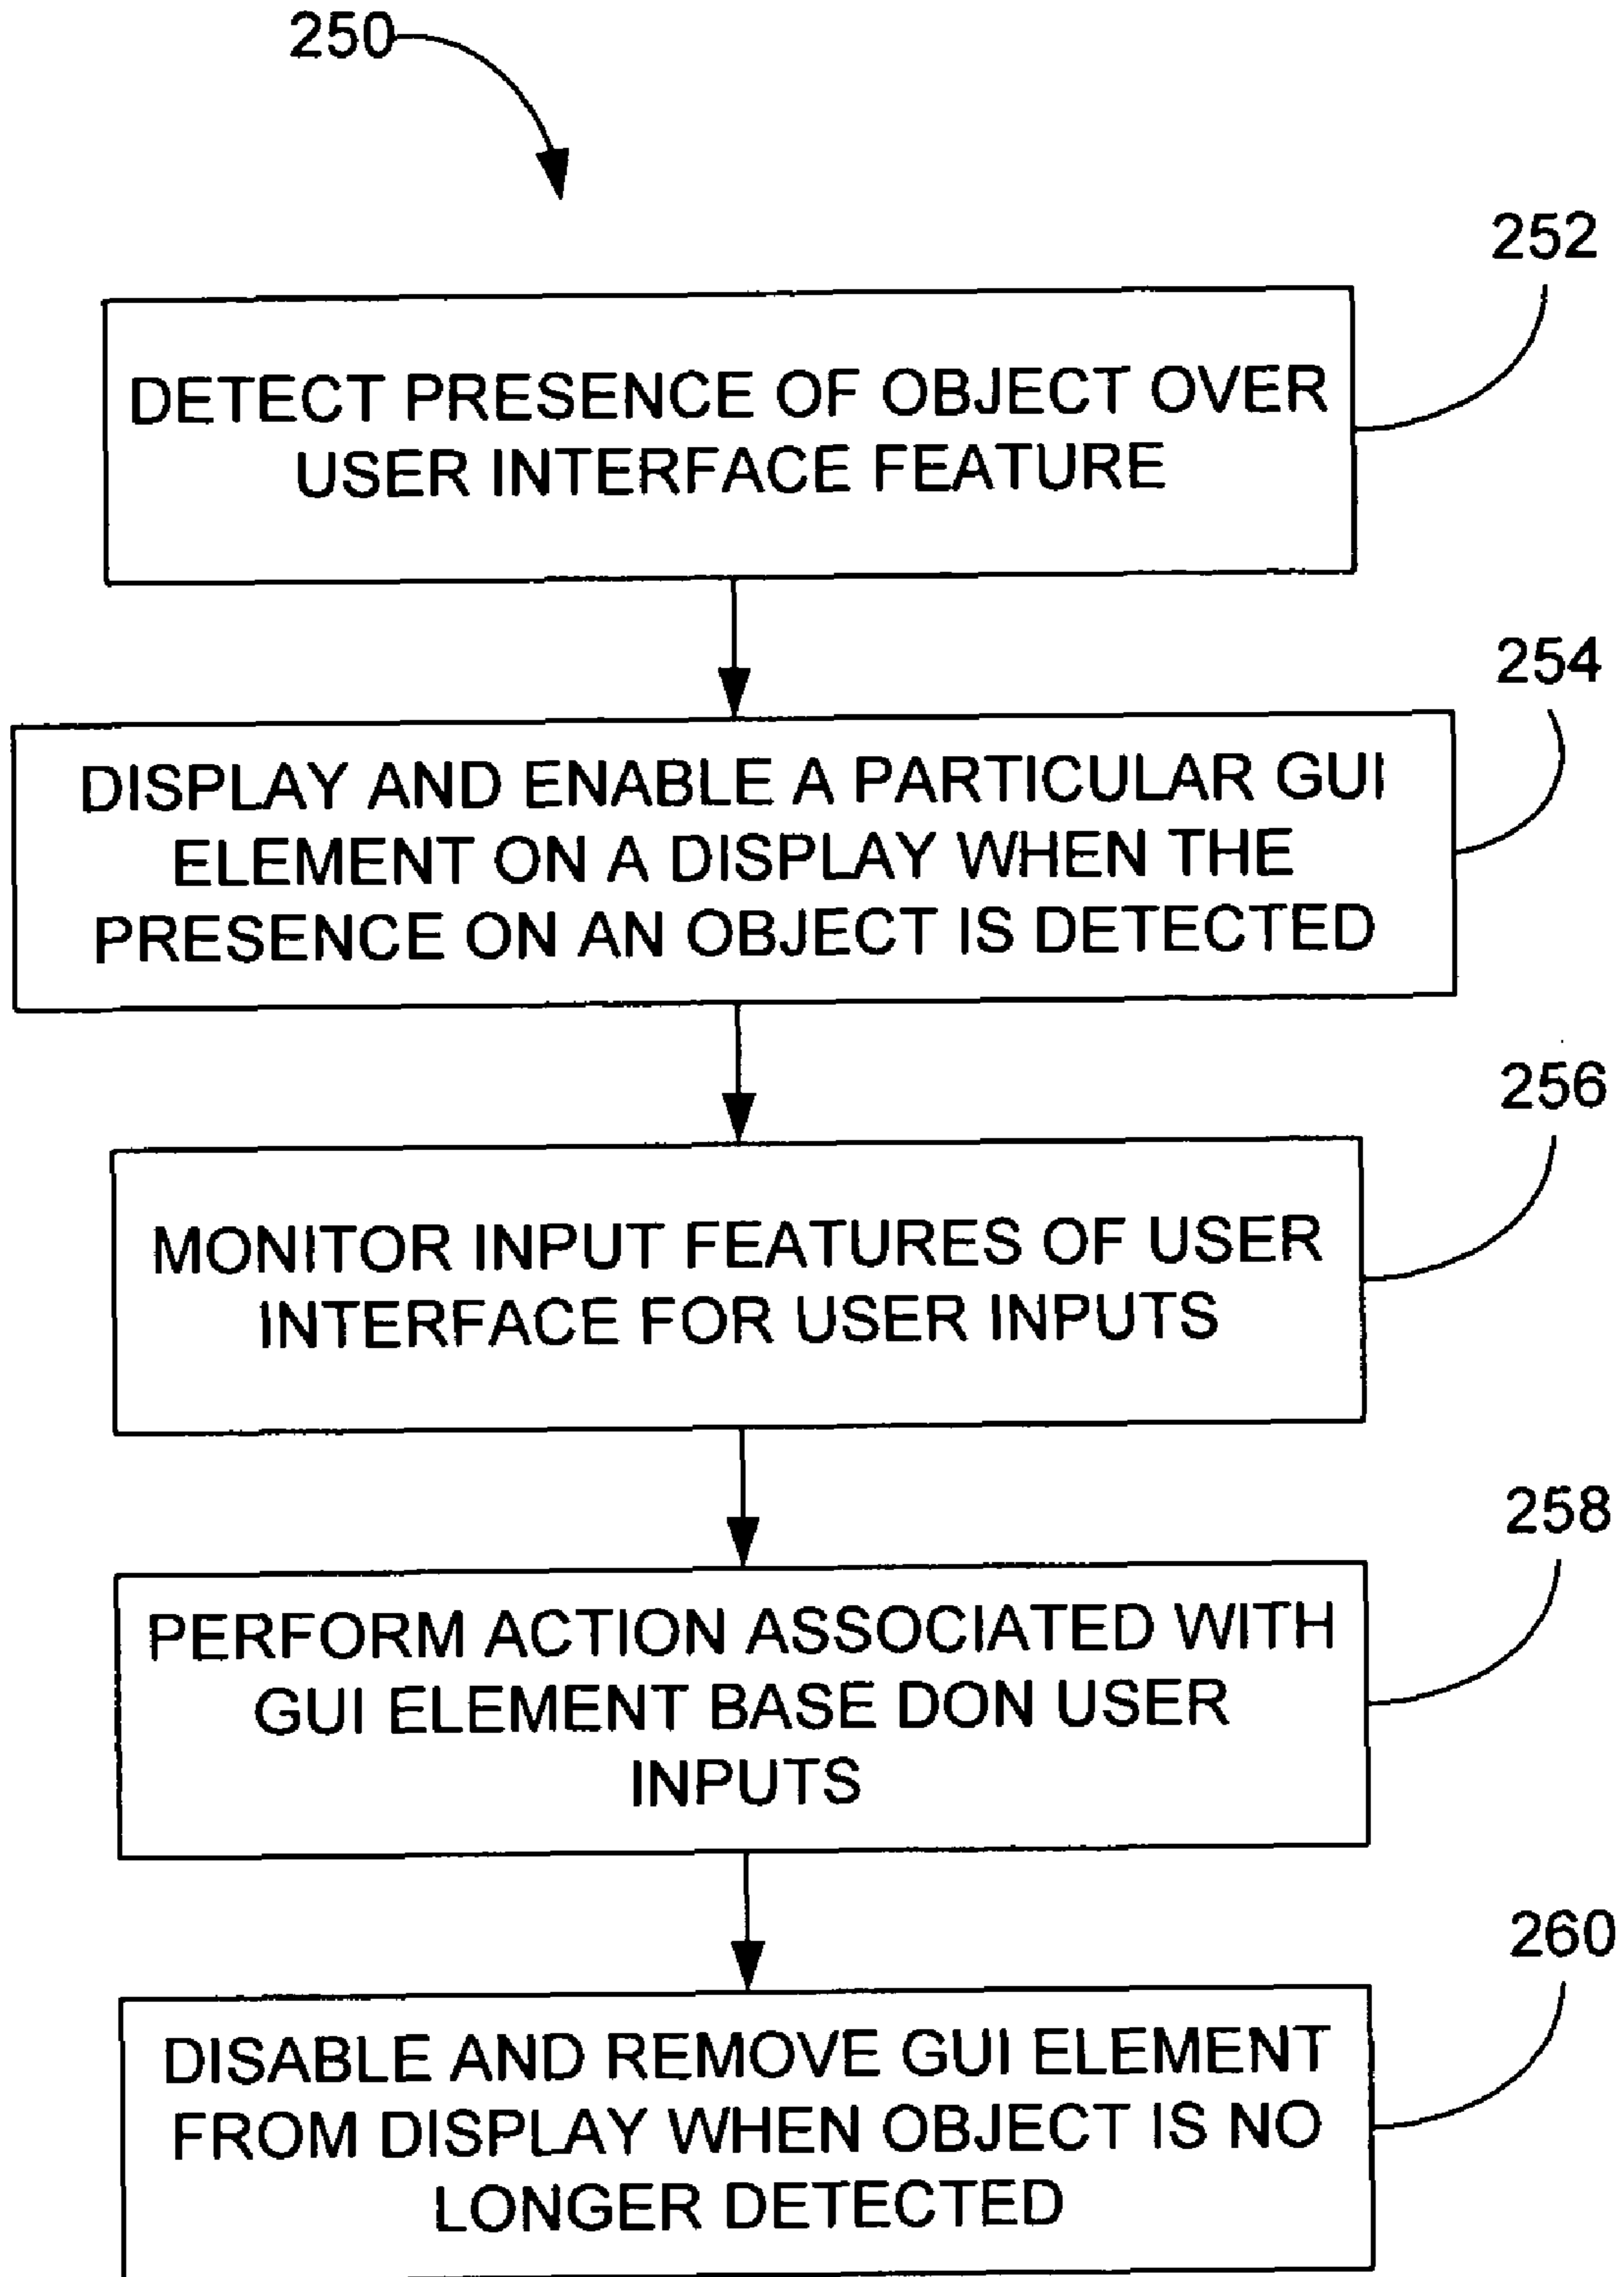 250
252
DETECT PRESENCE OF OBJECT OVER
USER INTERFACE FEATURE
254
DISPLAY AND ENABLE A PARTICULAR GUI
ELEMENT ON A DISPLAY WHEN THE
PRESENCE ON AN OBJECT IS DETECTED
256
MONITOR INPUT FEATURES OF USER
INTERFACE FOR USER INPUTS
258
PERFORM ACTION ASSOCIATED WITH
GUI ELEMENT BASE DON USER
INPUTS
260
DISABLE AND REMOVE GUI ELEMENT
FROM DISPLAY WHEN OBJECT IS NO
LONGER DETECTED